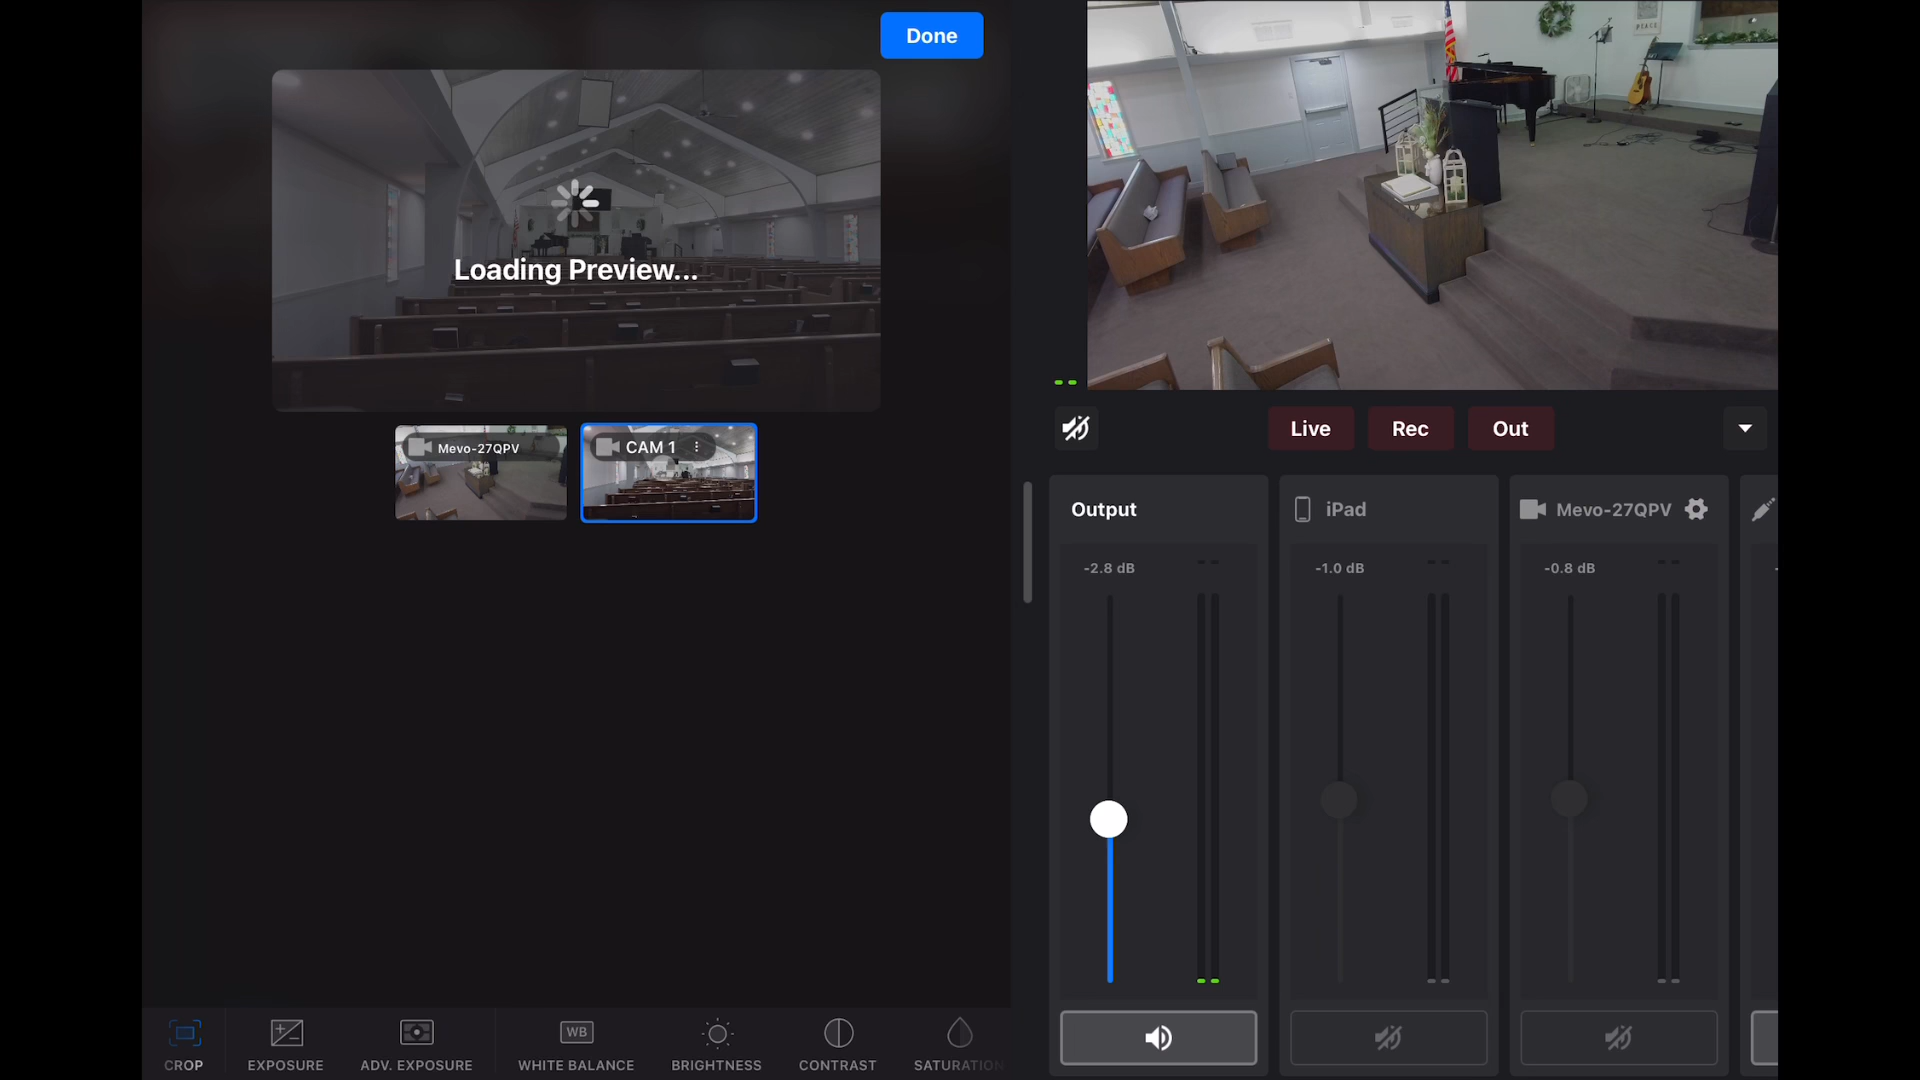 Done
Loading Preview...
Mevo-27QPV
CAM 1
Live
Rec
Out
Output
iPad
Mevo-27QPV
-2.8 dB
-1.0 dB
-0.8 dB
CROP
EXPOSURE
ADV. EXPOSURE
WB
WHITE BALANCE
BRIGHTNESS
CONTRAST
SATURATION
PEACE